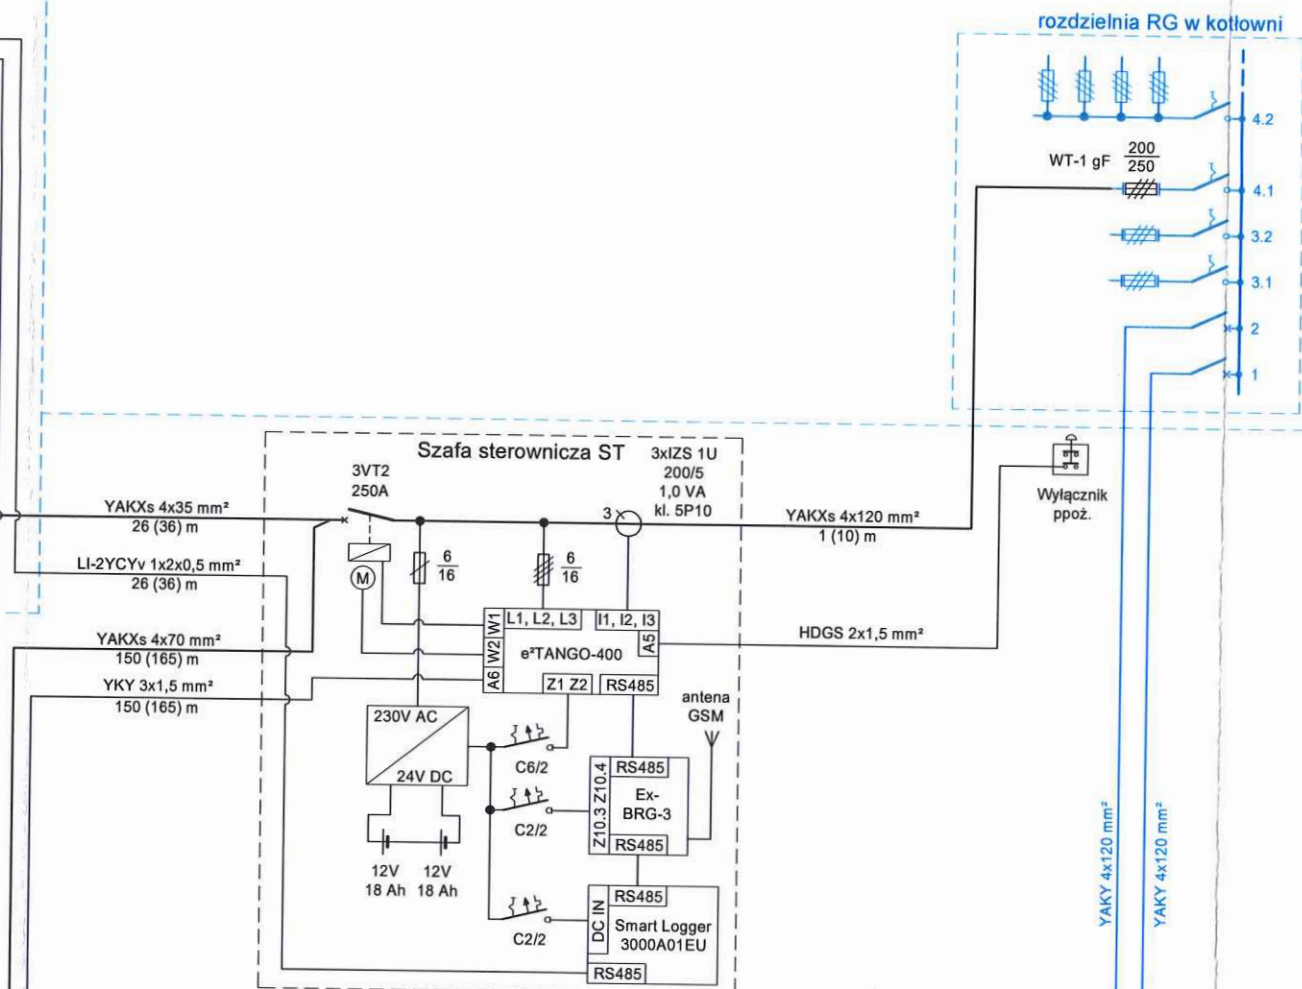 rozdzielnia RG w kotłowni
4.2
WT-1 gF
200
250
4.1
3.2
3.1
2
1
Szafa sterownicza ST
3xIZS 1U
200/5
1,0 VA
kl. 5P10
3VT2
250A
3
Wyłącznik
ppoż.
YAKXs 4x35 mm²
26 (36) m
YAKXs 4x120 mm²
1 (10) m
LI-2YCYv 1x2x0,5 mm²
26 (36) m
M
6
16
6
16
W1
L1, L2, L3
I1, I2, I3
W2
e²TANGO-400
A5
A6
Z1 Z2
RS485
HDGS 2x1,5 mm²
YAKXs 4x70 mm²
150 (165) m
YKY 3x1,5 mm²
150 (165) m
antena
GSM
230V AC
24V DC
C6/2
C2/2
C2/2
Z10.3 Z10.4
RS485
Ex-
BRG-3
RS485
12V
18 Ah
12V
18 Ah
DC IN
RS485
Smart Logger
3000A01EU
RS485
YAKY 4x120 mm²
YAKY 4x120 mm²